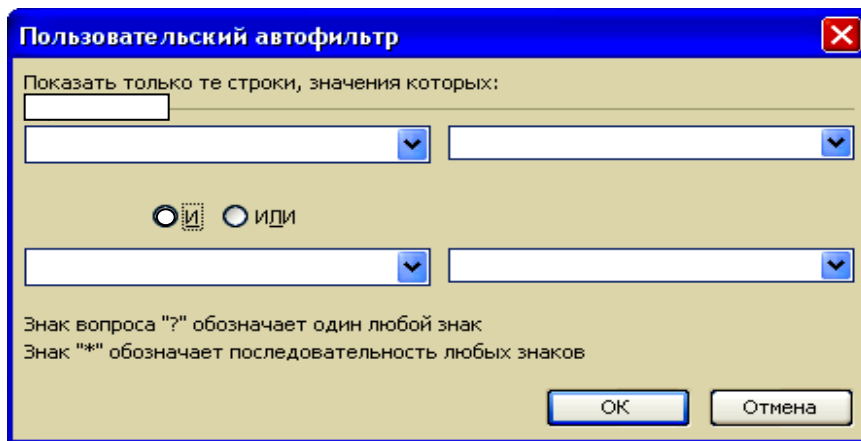 Пользовательский автофильтр
Показать только те строки, значения которых:
И ИЛИ
Знак вопроса "?" обозначает один любой знак
Знак "*" обозначает последовательность любых знаков
ОК Отмена